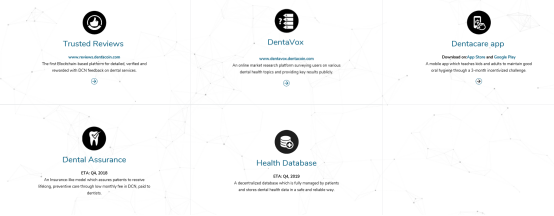 Trusted Reviews
www.reviews.dentacoin.com
The first Blockchain-based platform for detailed, verified and
rewarded with DCN feedback on dental services.
DentaVox
www.dentavox.dentacoin.com
An online market research platform surveying users on various
dental health topics and providing key results publicly.
Dentacare app
Download on: App Store and Google Play
A mobile app which teaches kids and adults to maintain good
oral hygiene through a 3-month incentivized challenge.
Dental Assurance
ETA: Q4, 2018
An Insurance-like model which assures patients to receive
lifelong, preventive care through low monthly fee in DCN, paid to
dentists.
Health Database
ETA: Q4, 2019
A decentralized database which is fully managed by patients
and stores dental health data in a safe and reliable way.